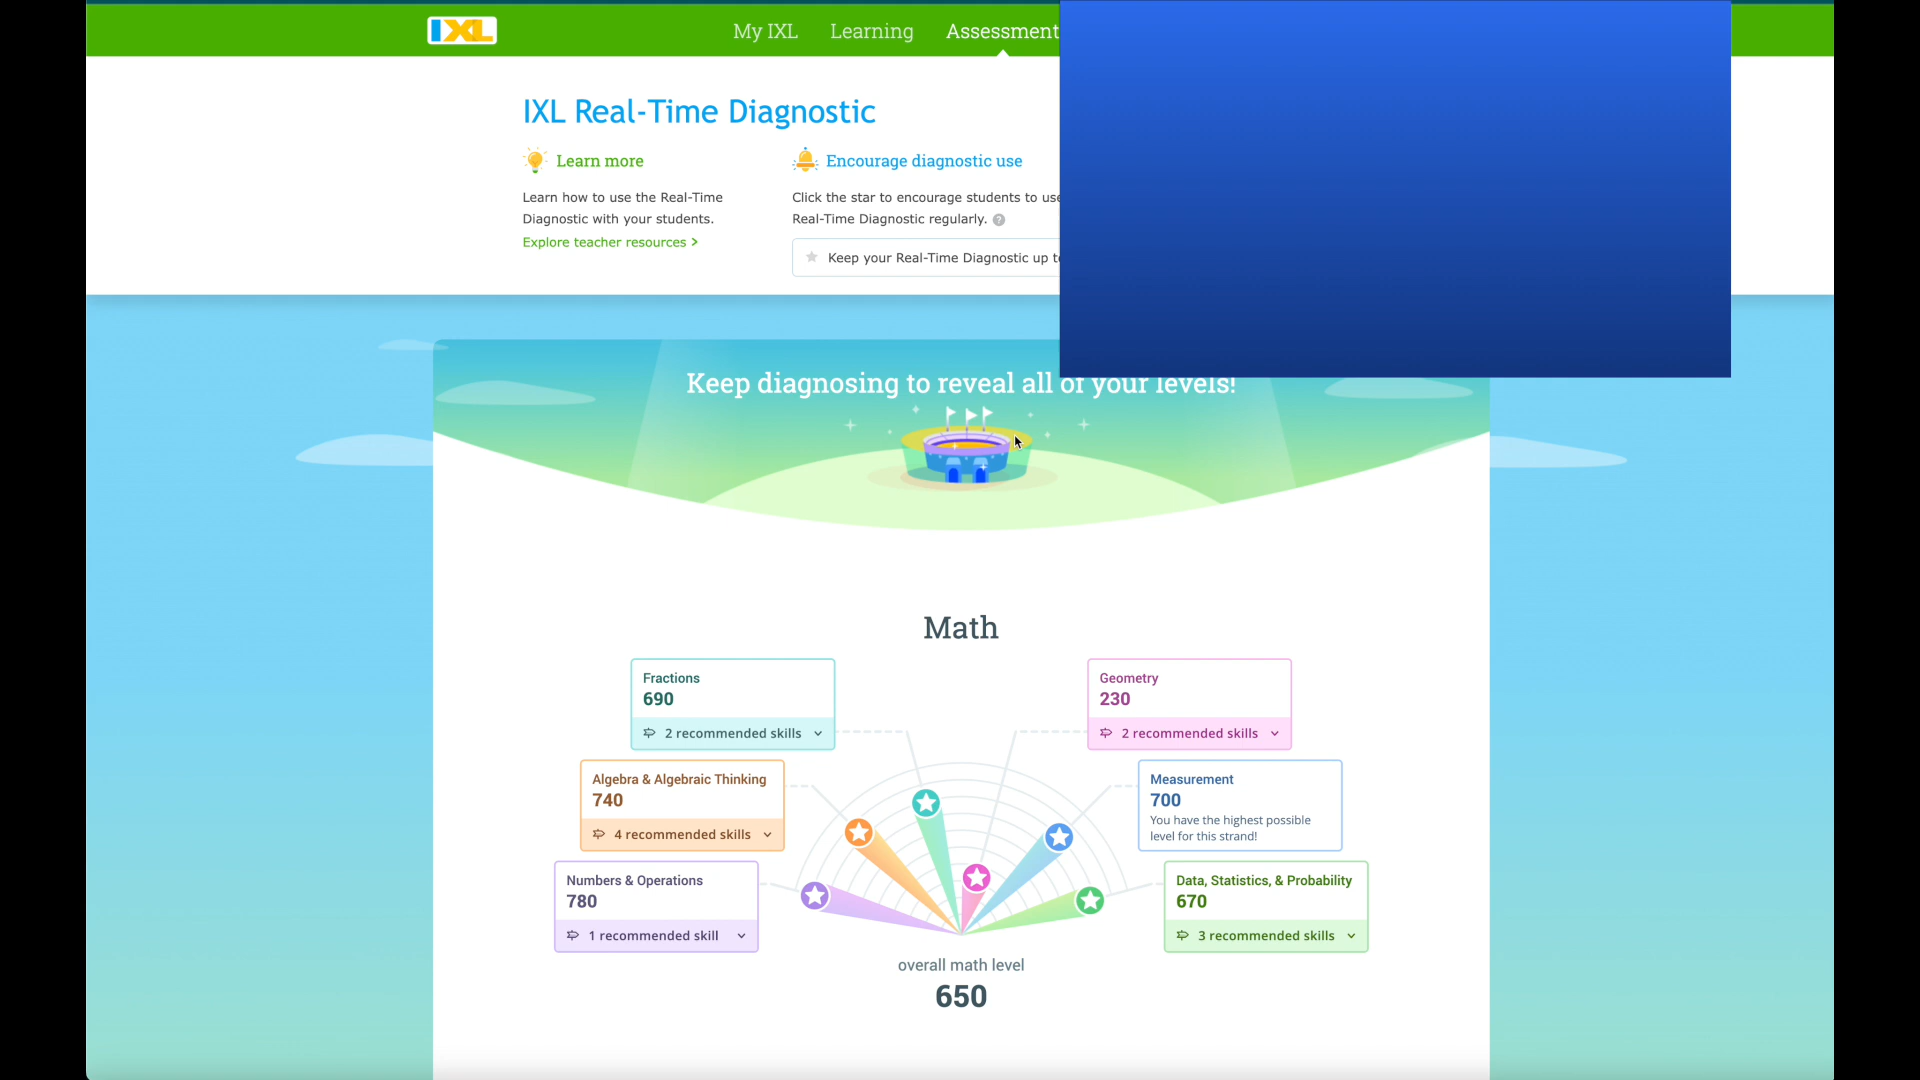 IXL
My IXL
Learning
Assessment
IXL Real-Time Diagnostic
Learn more
Learn how to use the Real-Time
Diagnostic with your students.
Explore teacher resources >
Encourage diagnostic use
Click the star to encourage students to use
Real-Time Diagnostic regularly. ?
Keep your Real-Time Diagnostic up
Keep diagnosing to reveal all of your levels!
Math
Fractions
690
2 recommended skills
Geometry
230
2 recommended skills
Algebra & Algebraic Thinking
740
4 recommended skills
Measurement
700
You have the highest possible
level for this strand!
Numbers & Operations
780
1 recommended skill
Data, Statistics, & Probability
670
3 recommended skills
overall math level
650